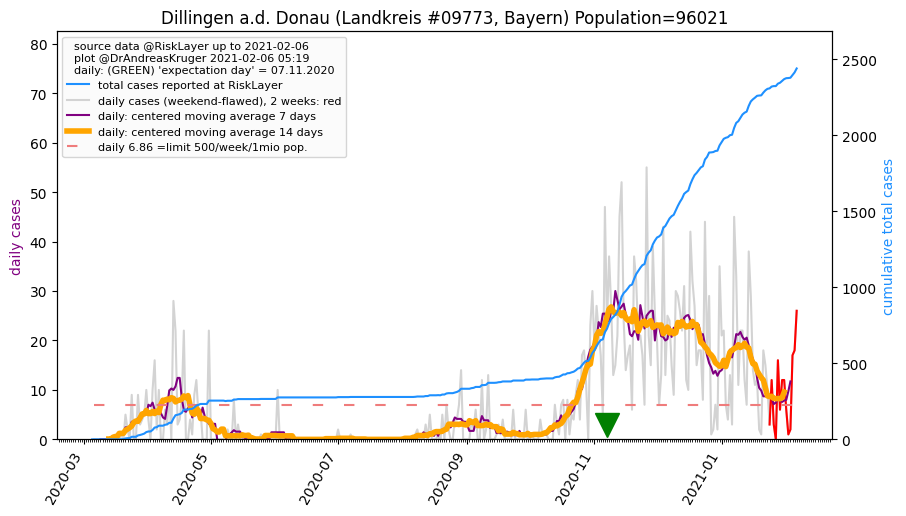 Dillingen a.d. Donau (Landkreis #09773, Bayern) Population=96021
source data @RiskLayer up to 2021-02-06
plot @DrAndreasKruger 2021-02-06 05:19
daily: (GREEN) 'expectation day' = 07.11.2020
total cases reported at RiskLayer
daily cases (weekend-flawed), 2 weeks: red
daily: centered moving average 7 days
daily: centered moving average 14 days
daily 6.86 =limit 500/week/1mio pop.
daily cases
80
70
60
50
40
30
20
10
0
cumulative total cases
2500
2000
1500
1000
500
0
2020-03
2020-05
2020-07
2020-09
2020-11
2021-01